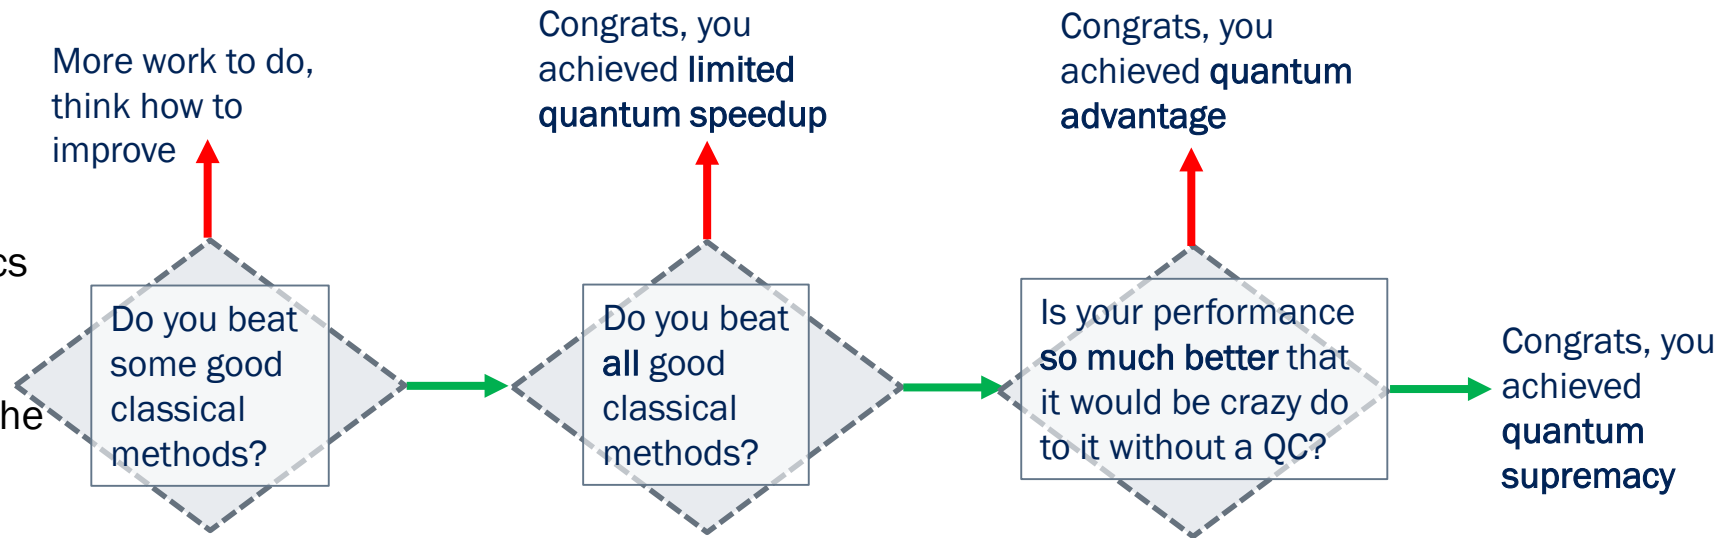 More work to do,
think how to
improve
Congrats, you
achieved limited
quantum speedup
Congrats, you
achieved quantum
advantage
cs
he
Do you beat
some good
classical
methods?
Do you beat
all good
classical
methods?
Is your performance
so much better that
it would be crazy do
to it without a QC?
Congrats, you
achieved
quantum
supremacy